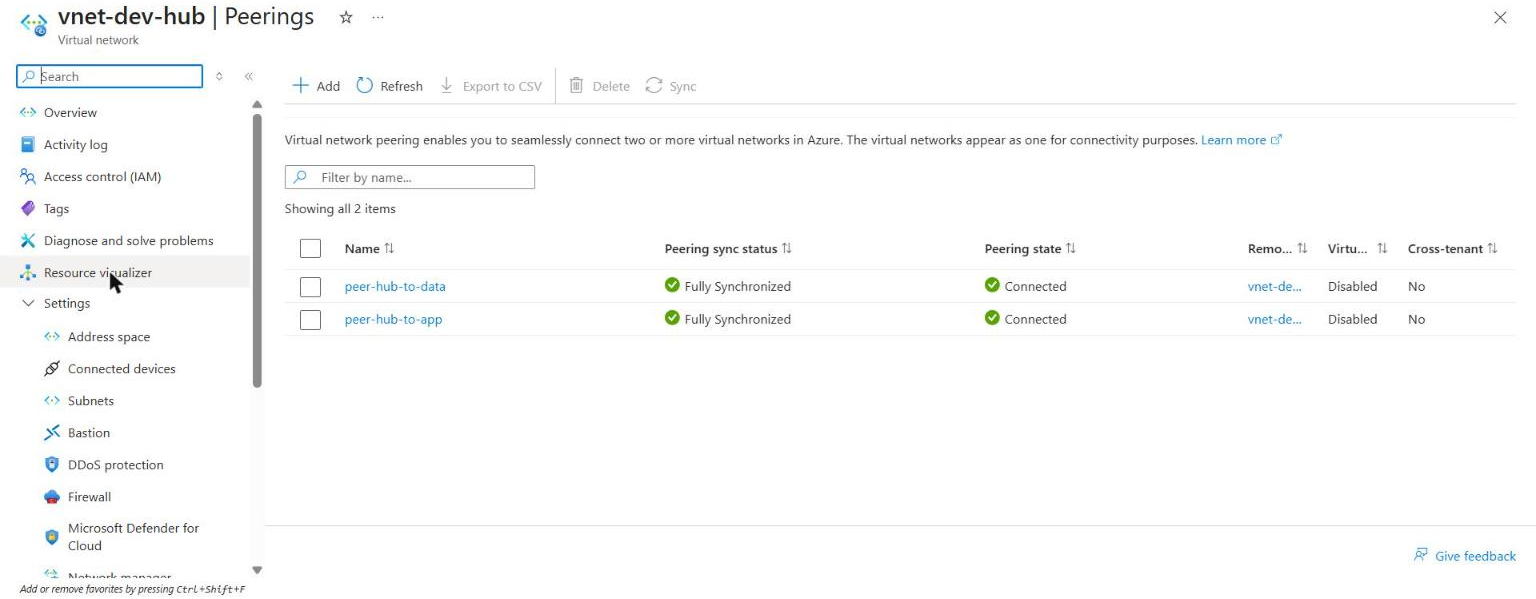 vnet-dev-hub | Peerings
Virtual network
Search
Overview
Activity log
Access control (IAM)
Tags
Diagnose and solve problems
Resource visualizer
Settings
Address space
Connected devices
Subnets
Bastion
DDoS protection
Firewall
Microsoft Defender for
Cloud
Network manager
Add or remove favorites by pressing Ctrl+Shift+F
Add Refresh Export to CSV Delete Sync
Virtual network peering enables you to seamlessly connect two or more virtual networks in Azure. The virtual networks appear as one for connectivity purposes. Learn more
Filter by name...
Showing all 2 items
Name Peering sync status Peering state Remo... Virtu... Cross-tenant
peer-hub-to-data Fully Synchronized Connected vnet-de... Disabled No
peer-hub-to-app Fully Synchronized Connected vnet-de... Disabled No
Give feedback